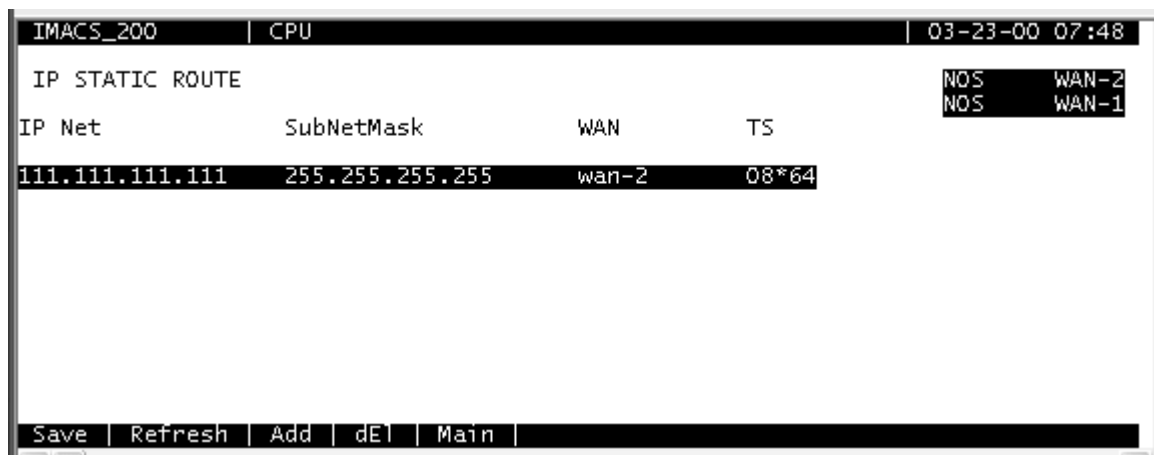 IMACS_200 | CPU | 03-23-00 07:48
IP STATIC ROUTE NOS WAN-2
NOS WAN-1
IP Net SubNetMask WAN TS
111.111.111.111 255.255.255.255 wan-2 08*64
Save | Refresh | Add | dEl | Main |